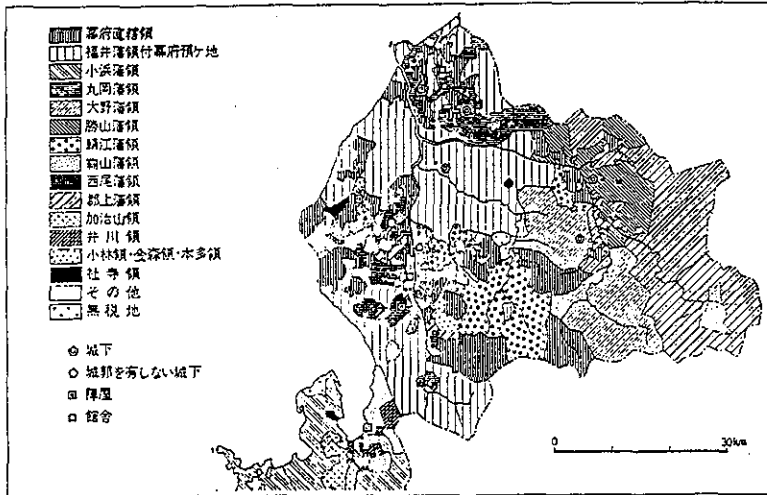 幕府直轄領
福井藩領付幕府預ケ地
小浜藩領
丸岡藩領
大野藩領
勝山藩領
鯖江藩領
鞠山藩領
西尾藩領
郡上藩領
加治山領
井川領
小林領・金森領・本多領
社寺領
その他
無税地
城下
城郭を有しない城下
陣屋
館舎
0 30km